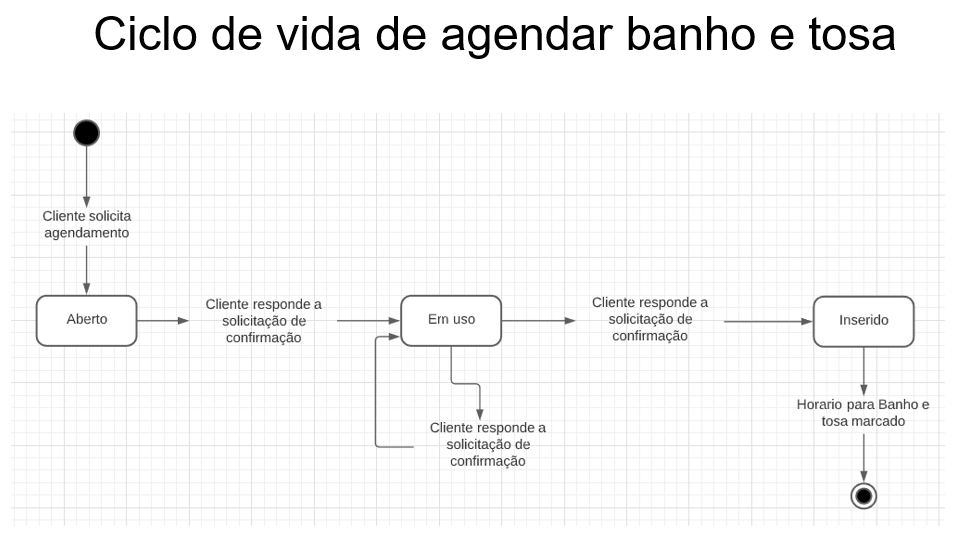 Ciclo de vida de agendar banho e tosa
Cliente solicita
agendamento
Aberto
Cliente responde a
solicitação de
confirmação
Em uso
Cliente responde a
solicitação de
confirmação
Inserido
Cliente responde a
solicitação de
confirmação
Horario para Banho e
tosa marcado